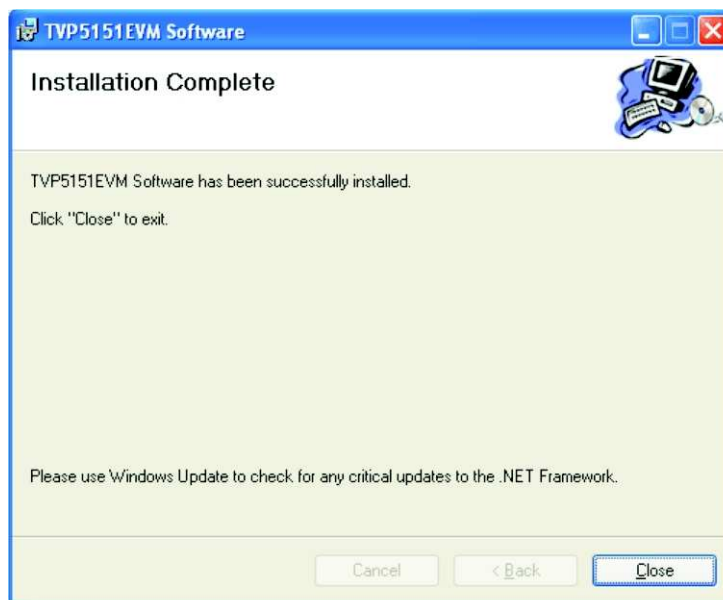 TVP5151EVM Software
Installation Complete
TVP5151EVM Software has been successfully installed.
Click "Close" to exit.
Please use Windows Update to check for any critical updates to the .NET Framework.
Cancel
< Back
Close